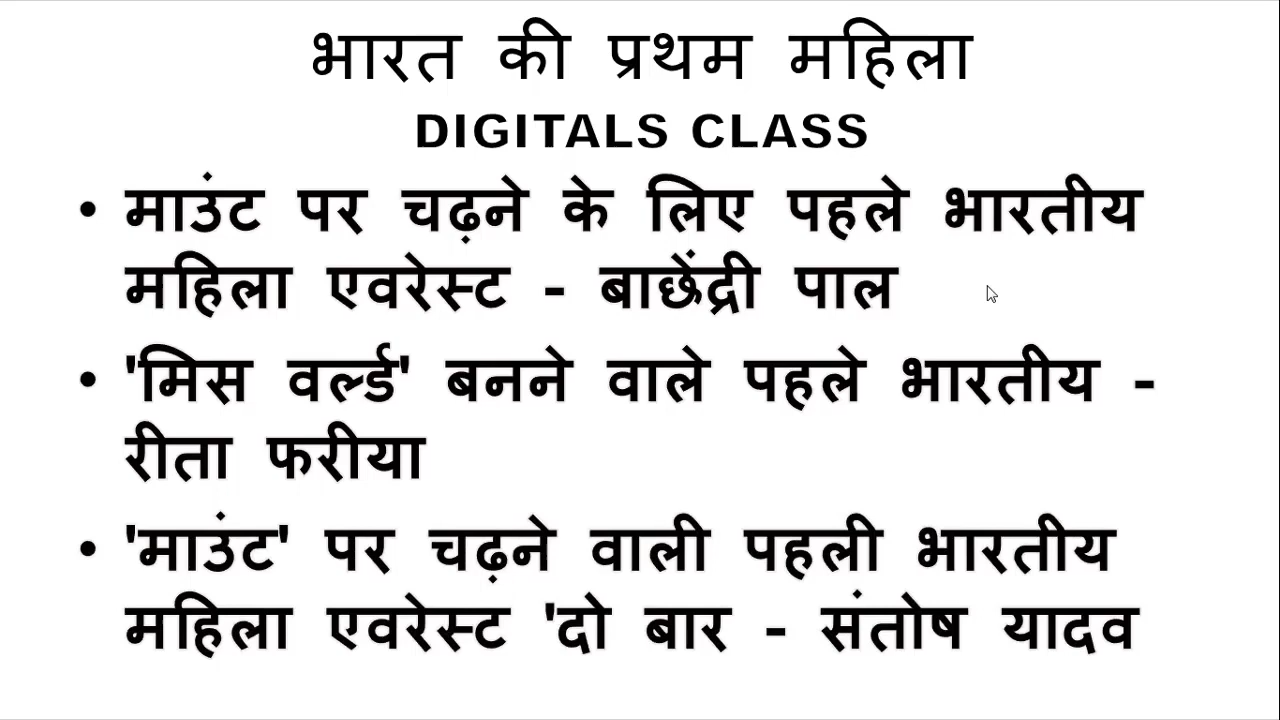 भारत की प्रथम महिला
DIGITALS CLASS
• माउंट पर चढ़ने के लिए पहले भारतीय
महिला एवरेस्ट - बाछेंद्री पाल
• 'मिस वर्ल्ड' बनने वाले पहले भारतीय -
रीता फरीया
• 'माउंट' पर चढ़ने वाली पहली भारतीय
महिला एवरेस्ट 'दो बार - संतोष यादव